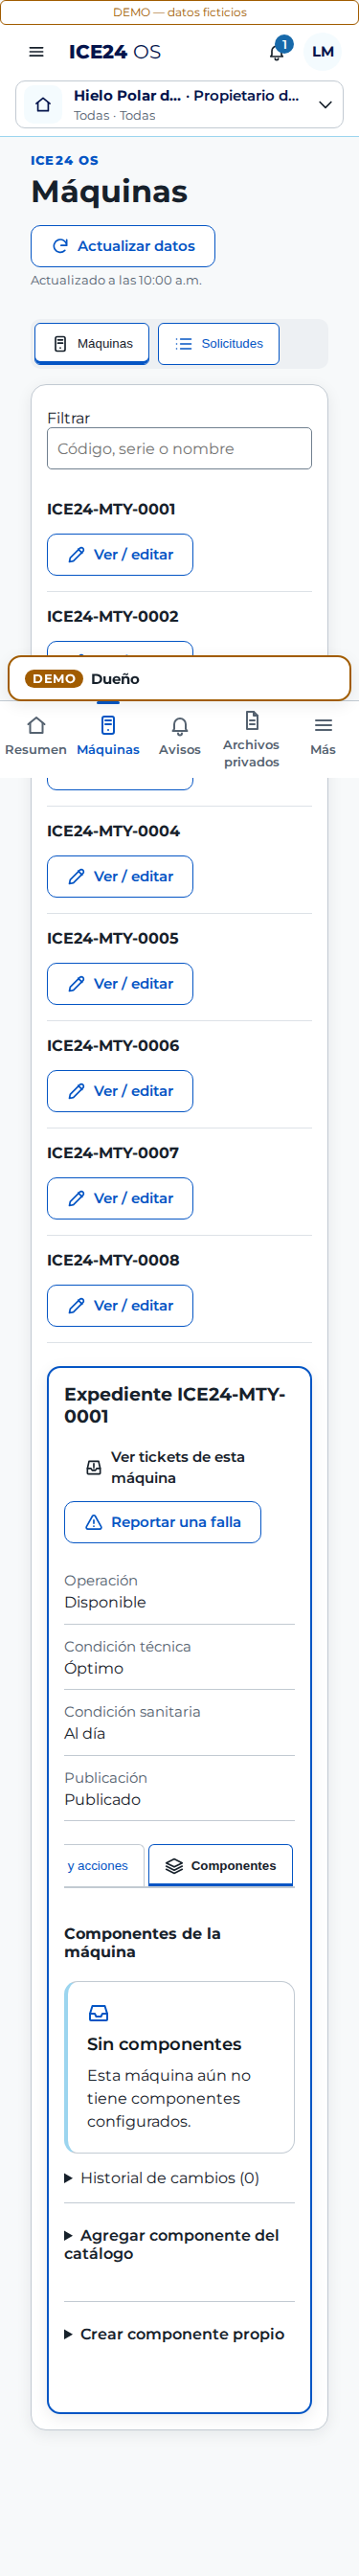 DEMO — datos ficticios
ICE24 OS
1
LM
Hielo Polar d... · Propietario d...
Todas · Todas
ICE24 OS
Máquinas
Actualizar datos
Actualizado a las 10:00 a.m.
Máquinas
Solicitudes
Filtrar
Código, serie o nombre
ICE24-MTY-0001
Ver / editar
ICE24-MTY-0002
DEMO Dueño
Resumen
Máquinas
Avisos
Archivos privados
Más
ICE24-MTY-0004
Ver / editar
ICE24-MTY-0005
Ver / editar
ICE24-MTY-0006
Ver / editar
ICE24-MTY-0007
Ver / editar
ICE24-MTY-0008
Ver / editar
Expediente ICE24-MTY-
0001
Ver tickets de esta
máquina
Reportar una falla
Operación
Disponible
Condición técnica
Óptimo
Condición sanitaria
Al día
Publicación
Publicado
y acciones
Componentes
Componentes de la
máquina
Sin componentes
Esta máquina aún no
tiene componentes
configurados.
Historial de cambios (0)
Agregar componente del
catálogo
Crear componente propio